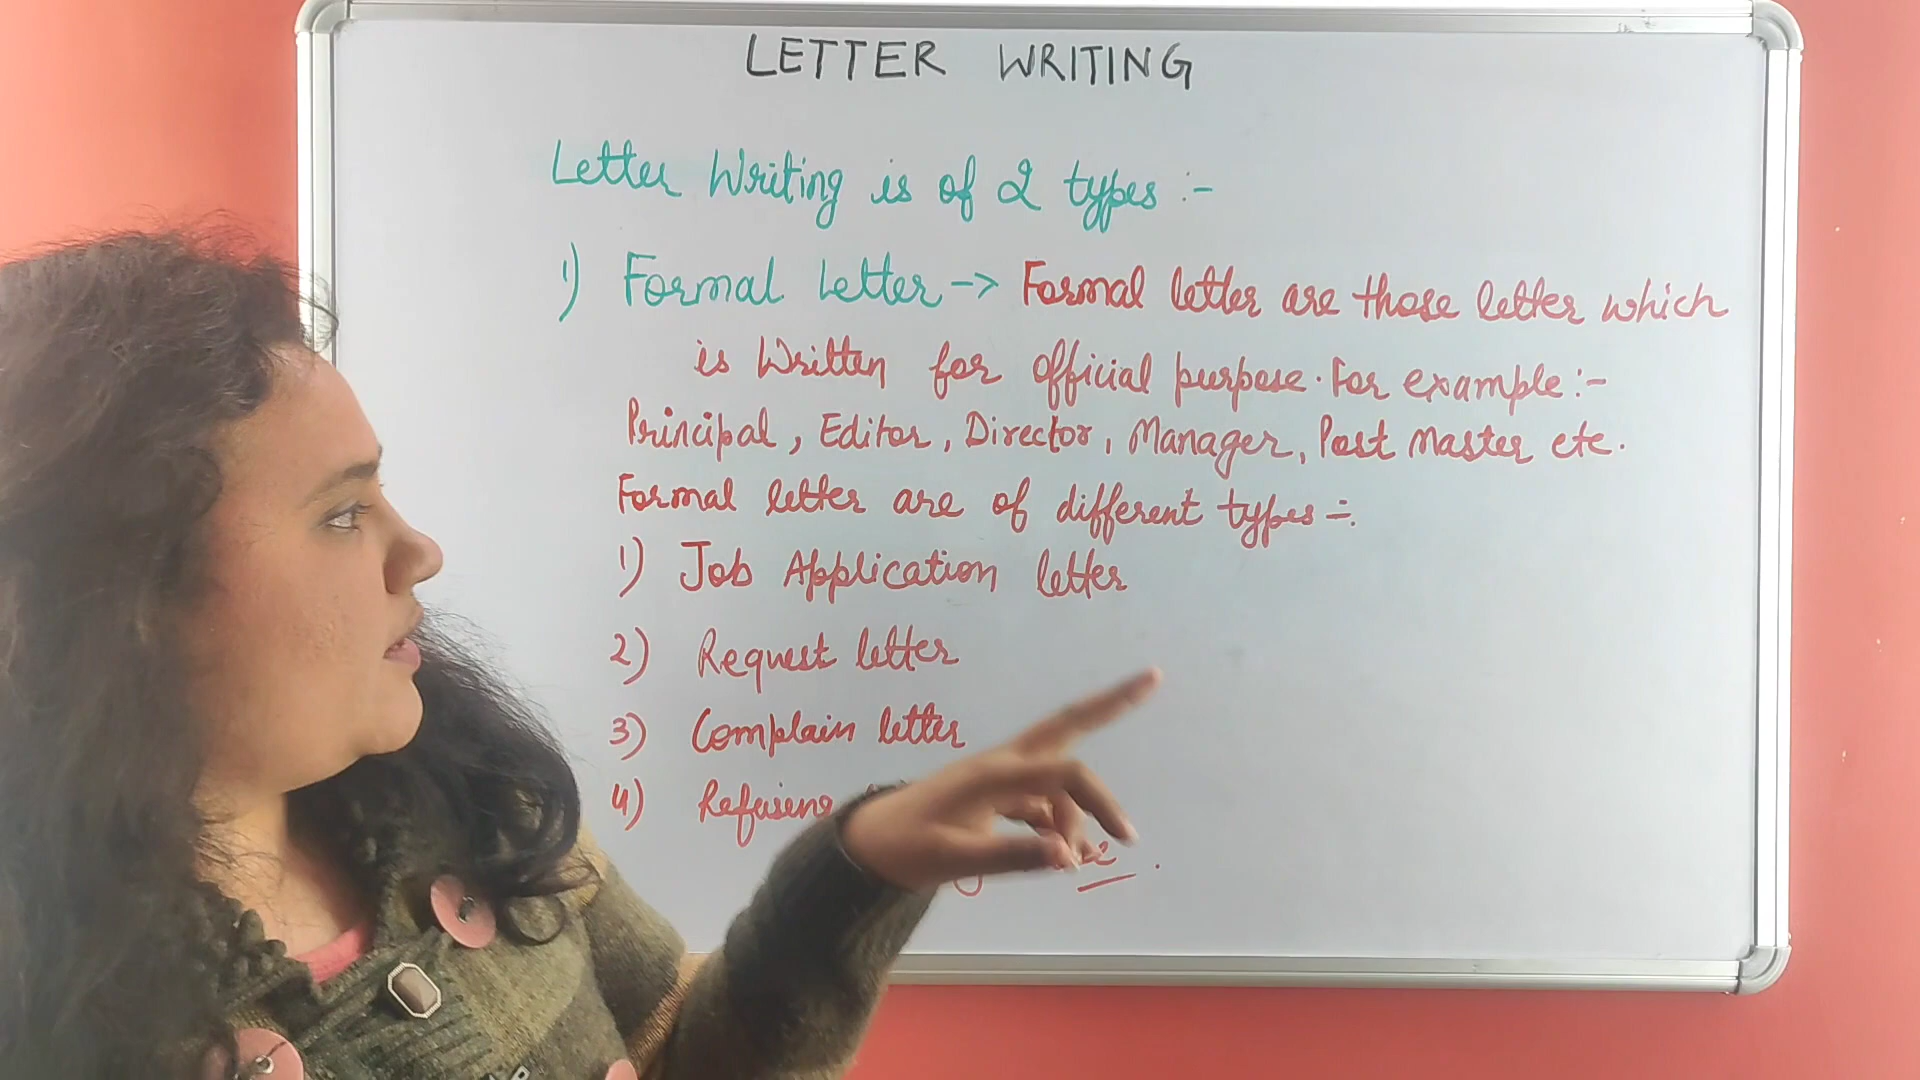 LETTER WRITING
Letter Writing is of 2 types :-
1) Formal Letter -> Formal letter are those letter which
is Written for official purpose. For example:-
Principal, Editor, Director, Manager, Post Master etc.
Formal letter are of different types =.
1) Job Application letter
2) Request letter
3) Complain letter
4)